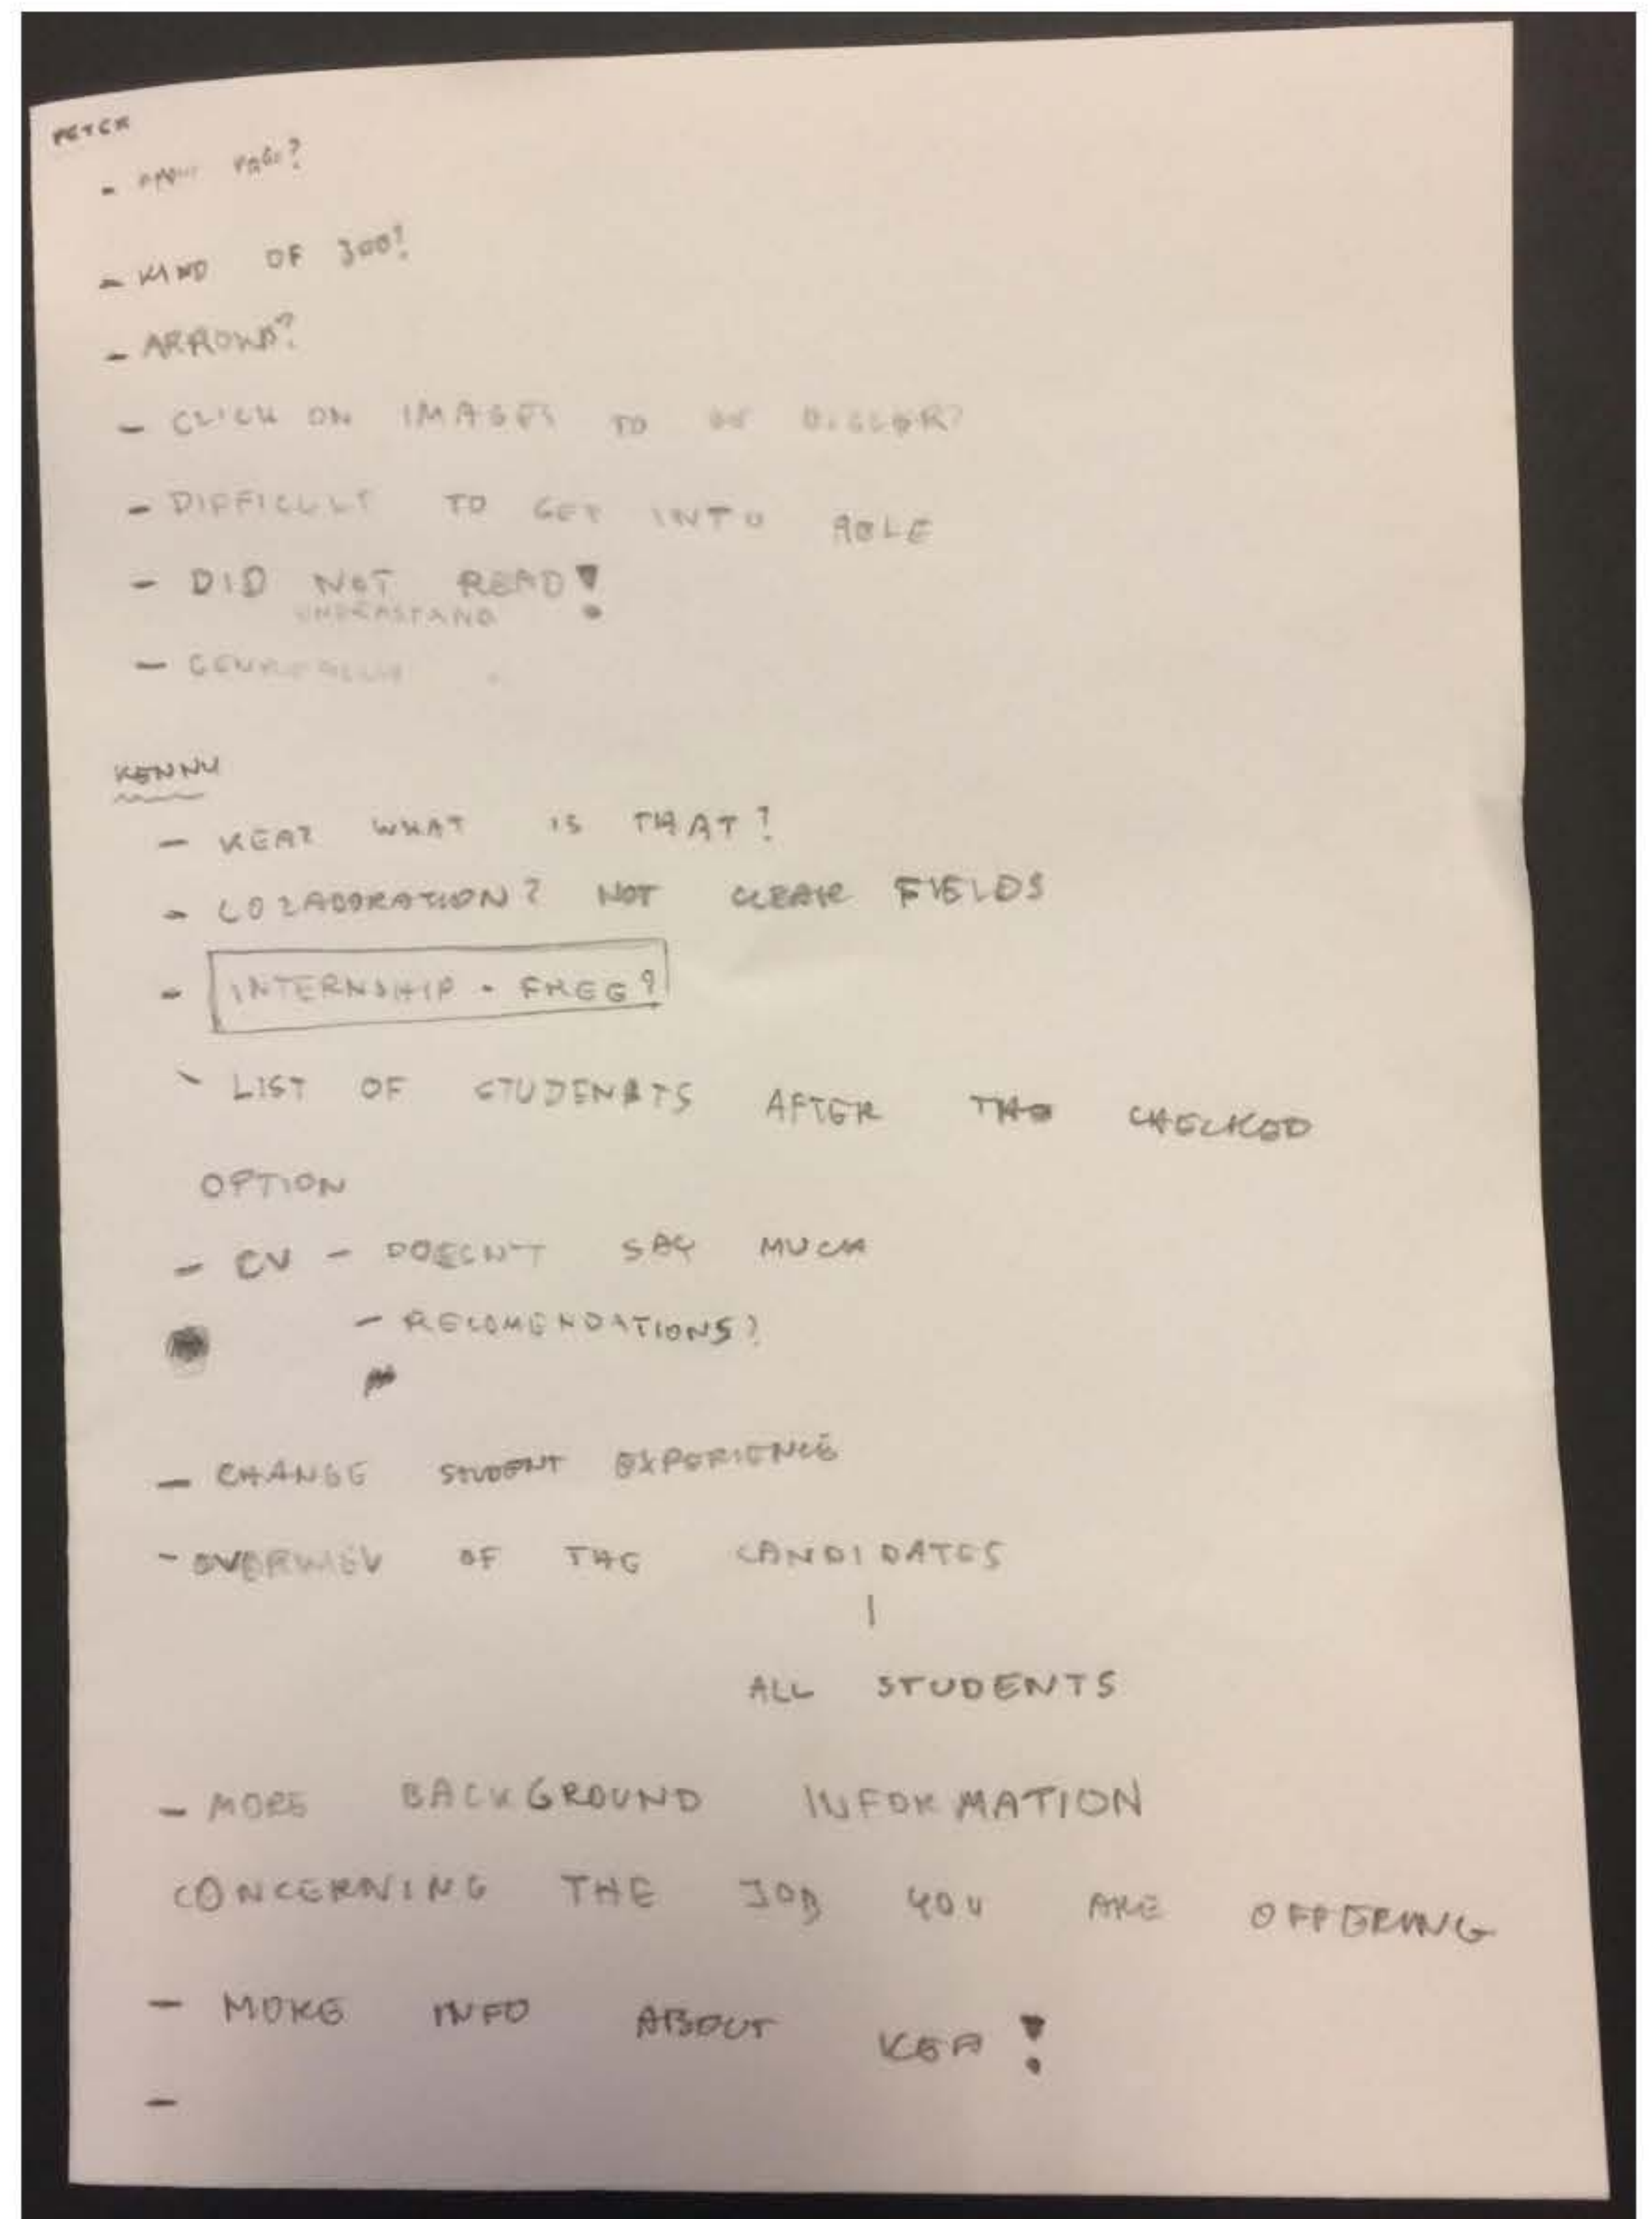 PETER
- PAGE?
- KIND OF JOB?
- ARROWS?
- CLICK ON IMAGES TO BIGGER?
- DIFFICULT TO GET INTO ROLE
- DID NOT READ!
UNDERSTAND
-
KENNY
- KEA? WHAT IS THAT?
- COLABORATION? NOT CLEAR FIELDS
- INTERNSHIP - FREE?
- LIST OF STUDENTS AFTER THE CHECKED
OPTION
- CV - DOESN'T SAY MUCH
- RECOMENDATIONS?
- CHANGE STUDENT EXPERIENCE
- OVERVIEW OF THE CANDIDATES
ALL STUDENTS
- MORE BACKGROUND INFORMATION
CONCERNING THE JOB YOU ARE OFFERING
- MORE INFO ABOUT KEA!
-